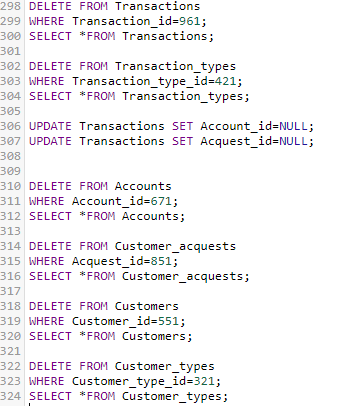 298 DELETE FROM Transactions
299 WHERE Transaction_id=961;
300 SELECT *FROM Transactions;
301
302 DELETE FROM Transaction_types
303 WHERE Transaction_type_id=421;
304 SELECT *FROM Transaction_types;
305
306 UPDATE Transactions SET Account_id=NULL;
307 UPDATE Transactions SET Acquest_id=NULL;
308
309
310 DELETE FROM Accounts
311 WHERE Account_id=671;
312 SELECT *FROM Accounts;
313
314 DELETE FROM Customer_acquests
315 WHERE Acquest_id=851;
316 SELECT *FROM Customer_acquests;
317
318 DELETE FROM Customers
319 WHERE Customer_id=551;
320 SELECT *FROM Customers;
321
322 DELETE FROM Customer_types
323 WHERE Customer_type_id=321;
324 SELECT *FROM Customer_types;